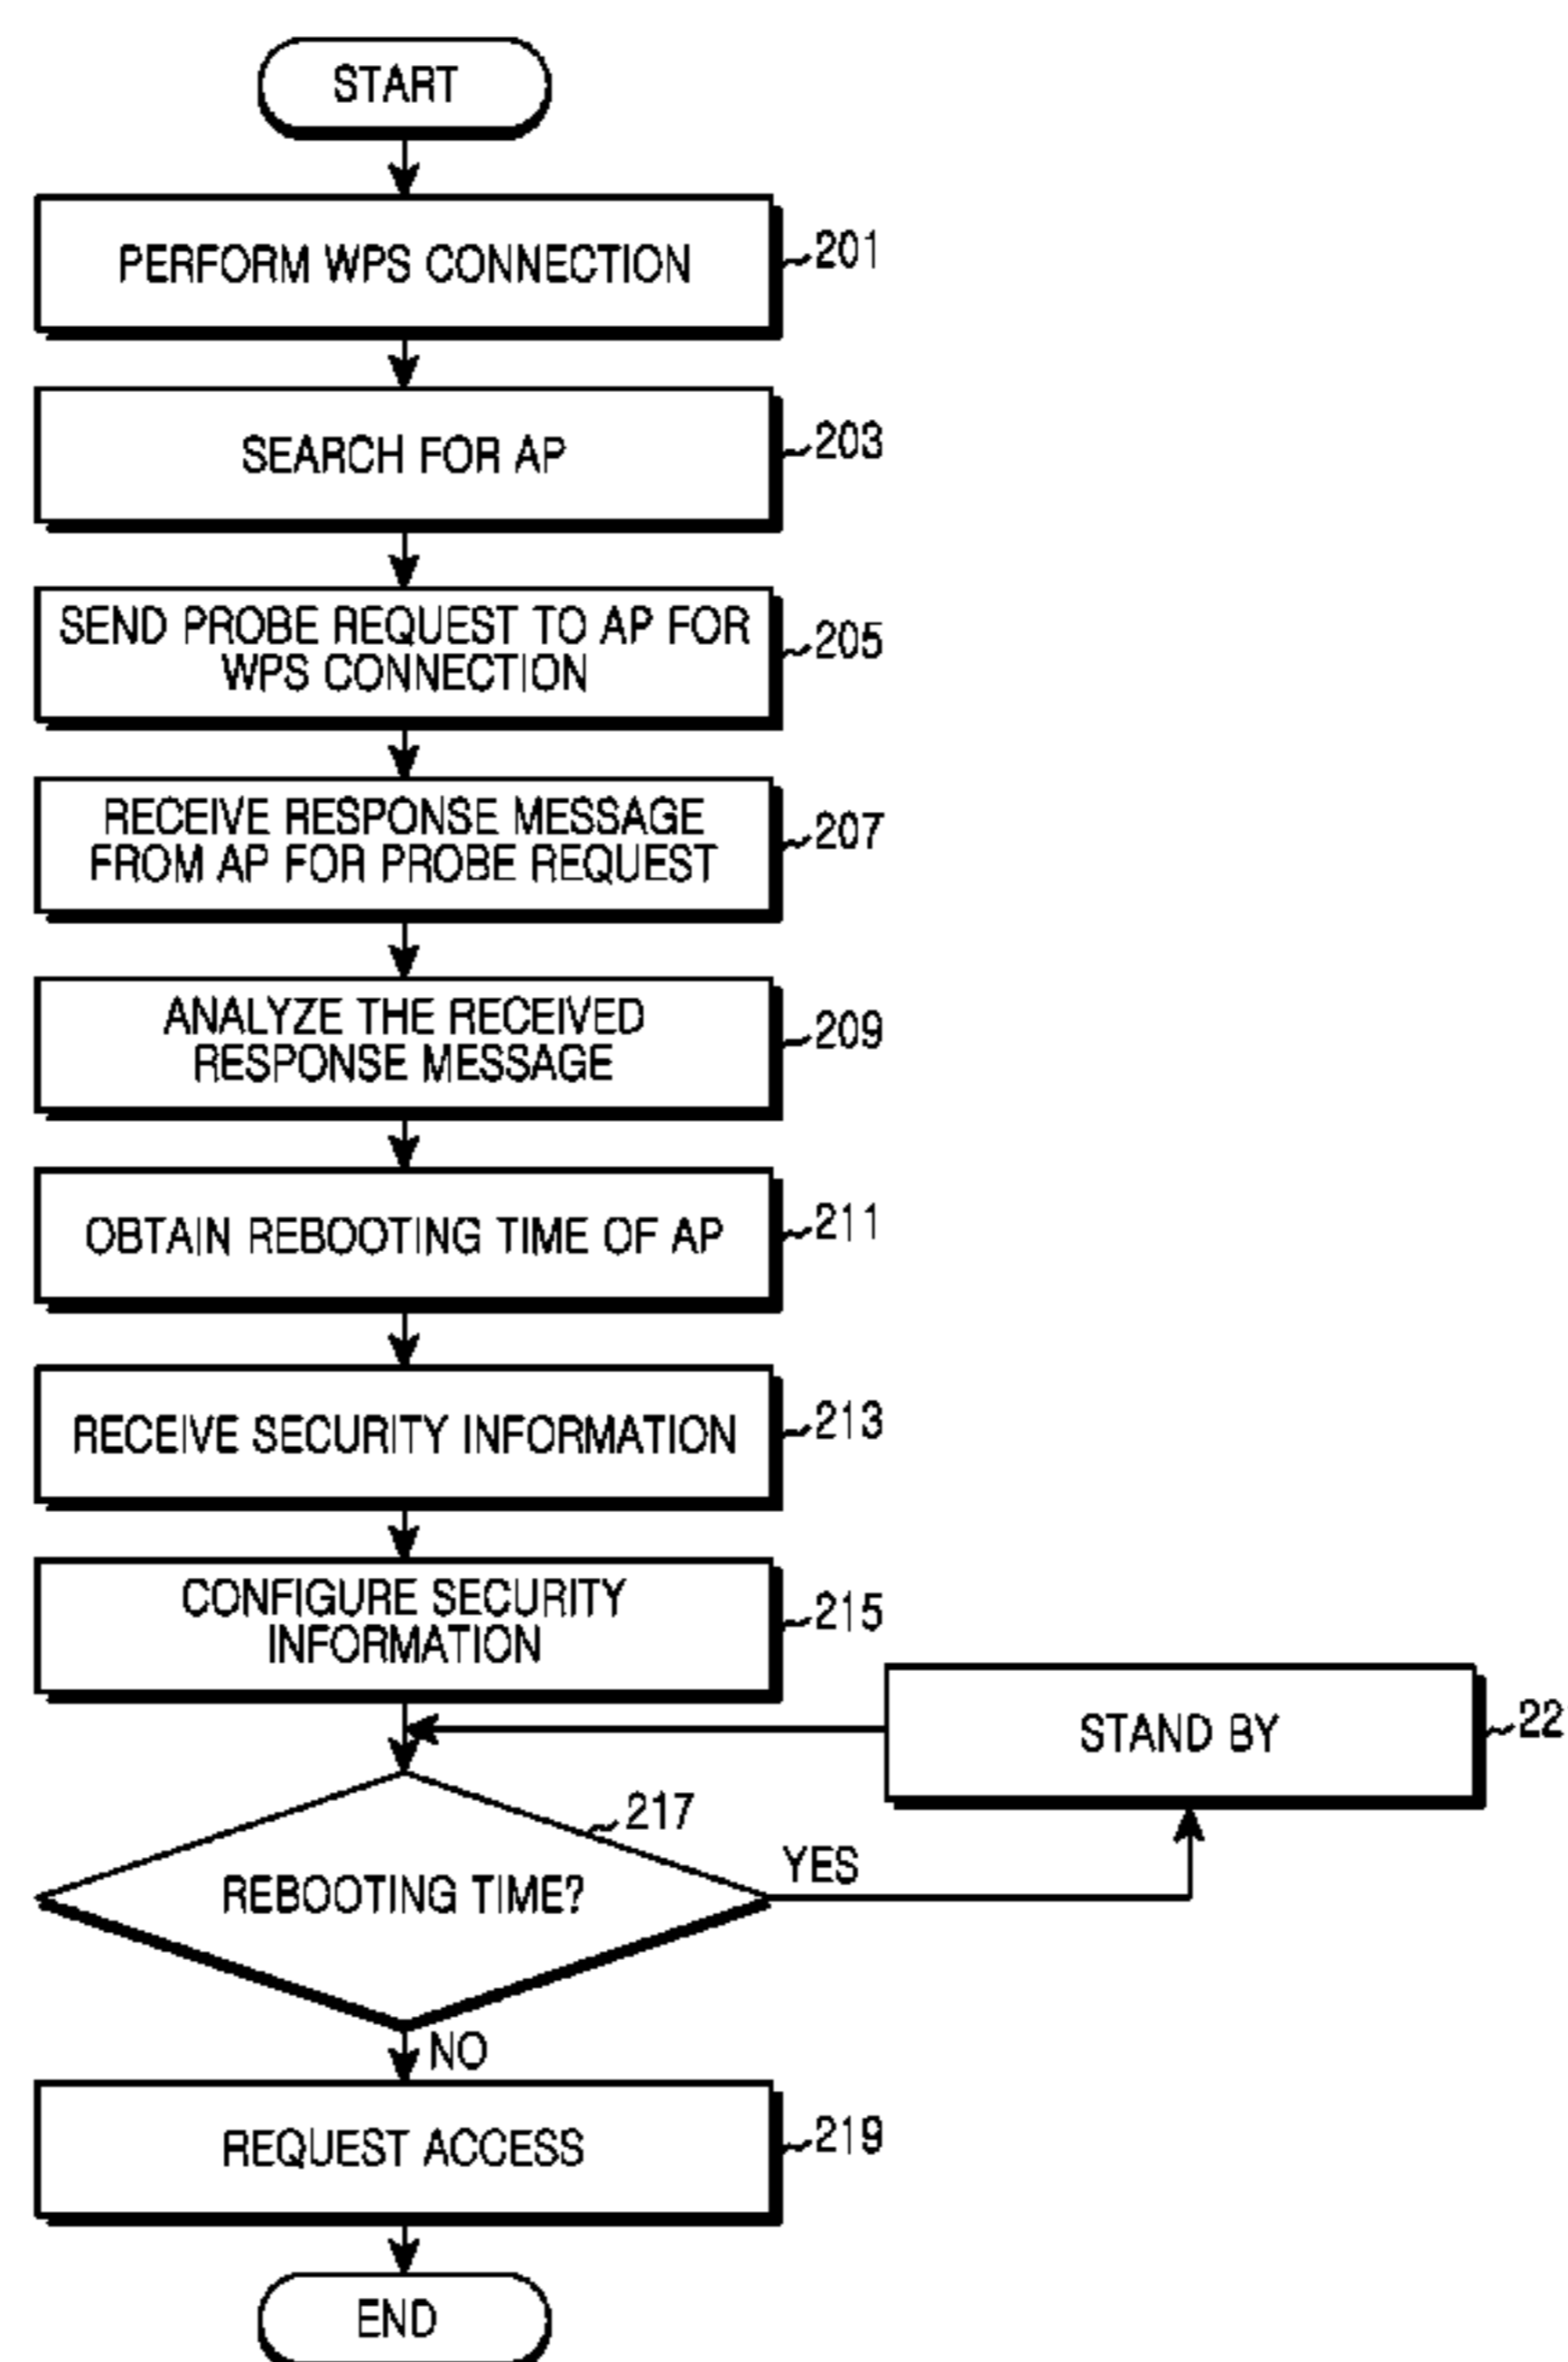 START
PERFORM WPS CONNECTION
201
SEARCH FOR AP
203
SEND PROBE REQUEST TO AP FOR
WPS CONNECTION
205
RECEIVE RESPONSE MESSAGE
FROM AP FOR PROBE REQUEST
207
ANALYZE THE RECEIVED
RESPONSE MESSAGE
209
OBTAIN REBOOTING TIME OF AP
211
RECEIVE SECURITY INFORMATION
213
CONFIGURE SECURITY
INFORMATION
215
STAND BY
22
217
REBOOTING TIME?
YES
NO
REQUEST ACCESS
219
END